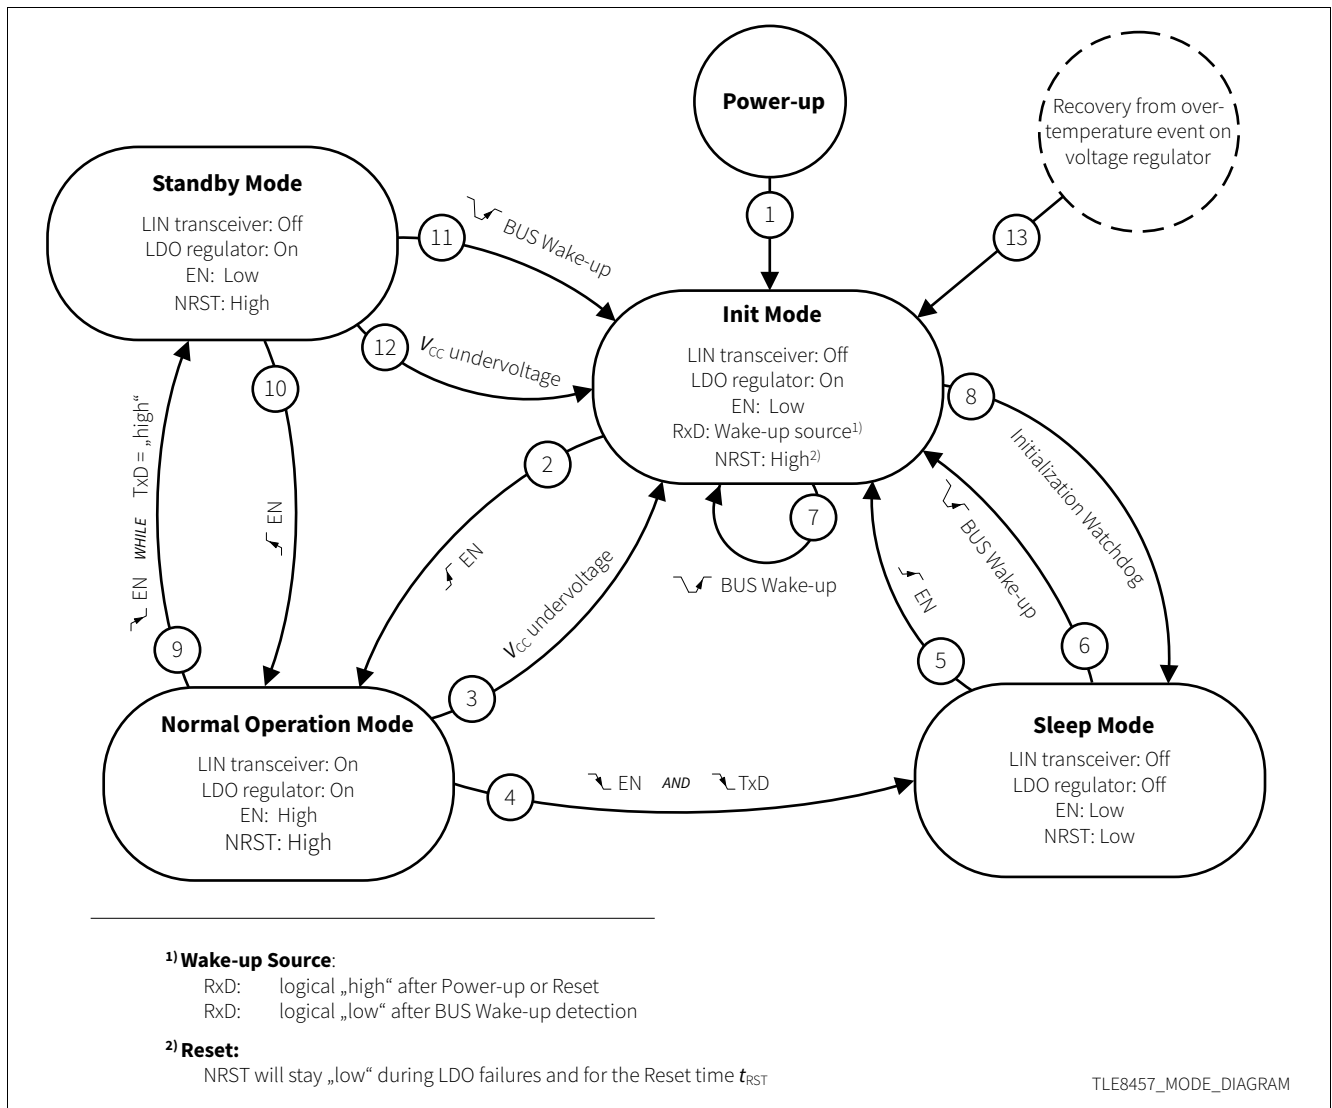 Power-up
Recovery from over-
temperature event on
voltage regulator
1
13
Standby Mode
LIN transceiver: Off
LDO regulator: On
EN: Low
NRST: High
11
BUS Wake-up
12
VCC undervoltage
10
EN
Init Mode
LIN transceiver: Off
LDO regulator: On
EN: Low
RxD: Wake-up source1)
NRST: High2)
8
Initialization Watchdog
2
EN
7
BUS Wake-up
EN WHILE TxD = „high“
9
3
VCC undervoltage
5
EN
6
BUS Wake-up
Normal Operation Mode
LIN transceiver: On
LDO regulator: On
EN: High
NRST: High
4
EN AND TxD
Sleep Mode
LIN transceiver: Off
LDO regulator: Off
EN: Low
NRST: Low
1) Wake-up Source:
RxD: logical „high“ after Power-up or Reset
RxD: logical „low“ after BUS Wake-up detection
2) Reset:
NRST will stay „low“ during LDO failures and for the Reset time tRST
TLE8457_MODE_DIAGRAM